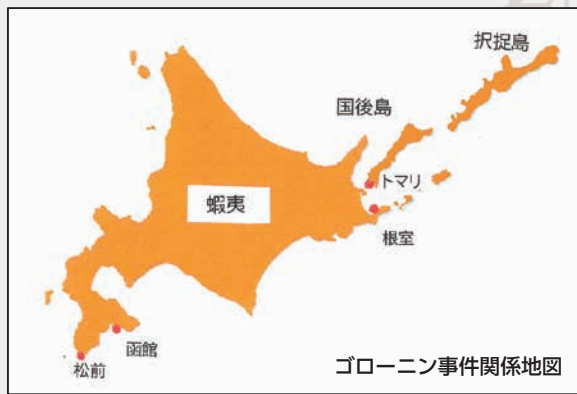 択捉島
国後島
トマリ
蝦夷
根室
函館
松前
ゴローニン事件関係地図